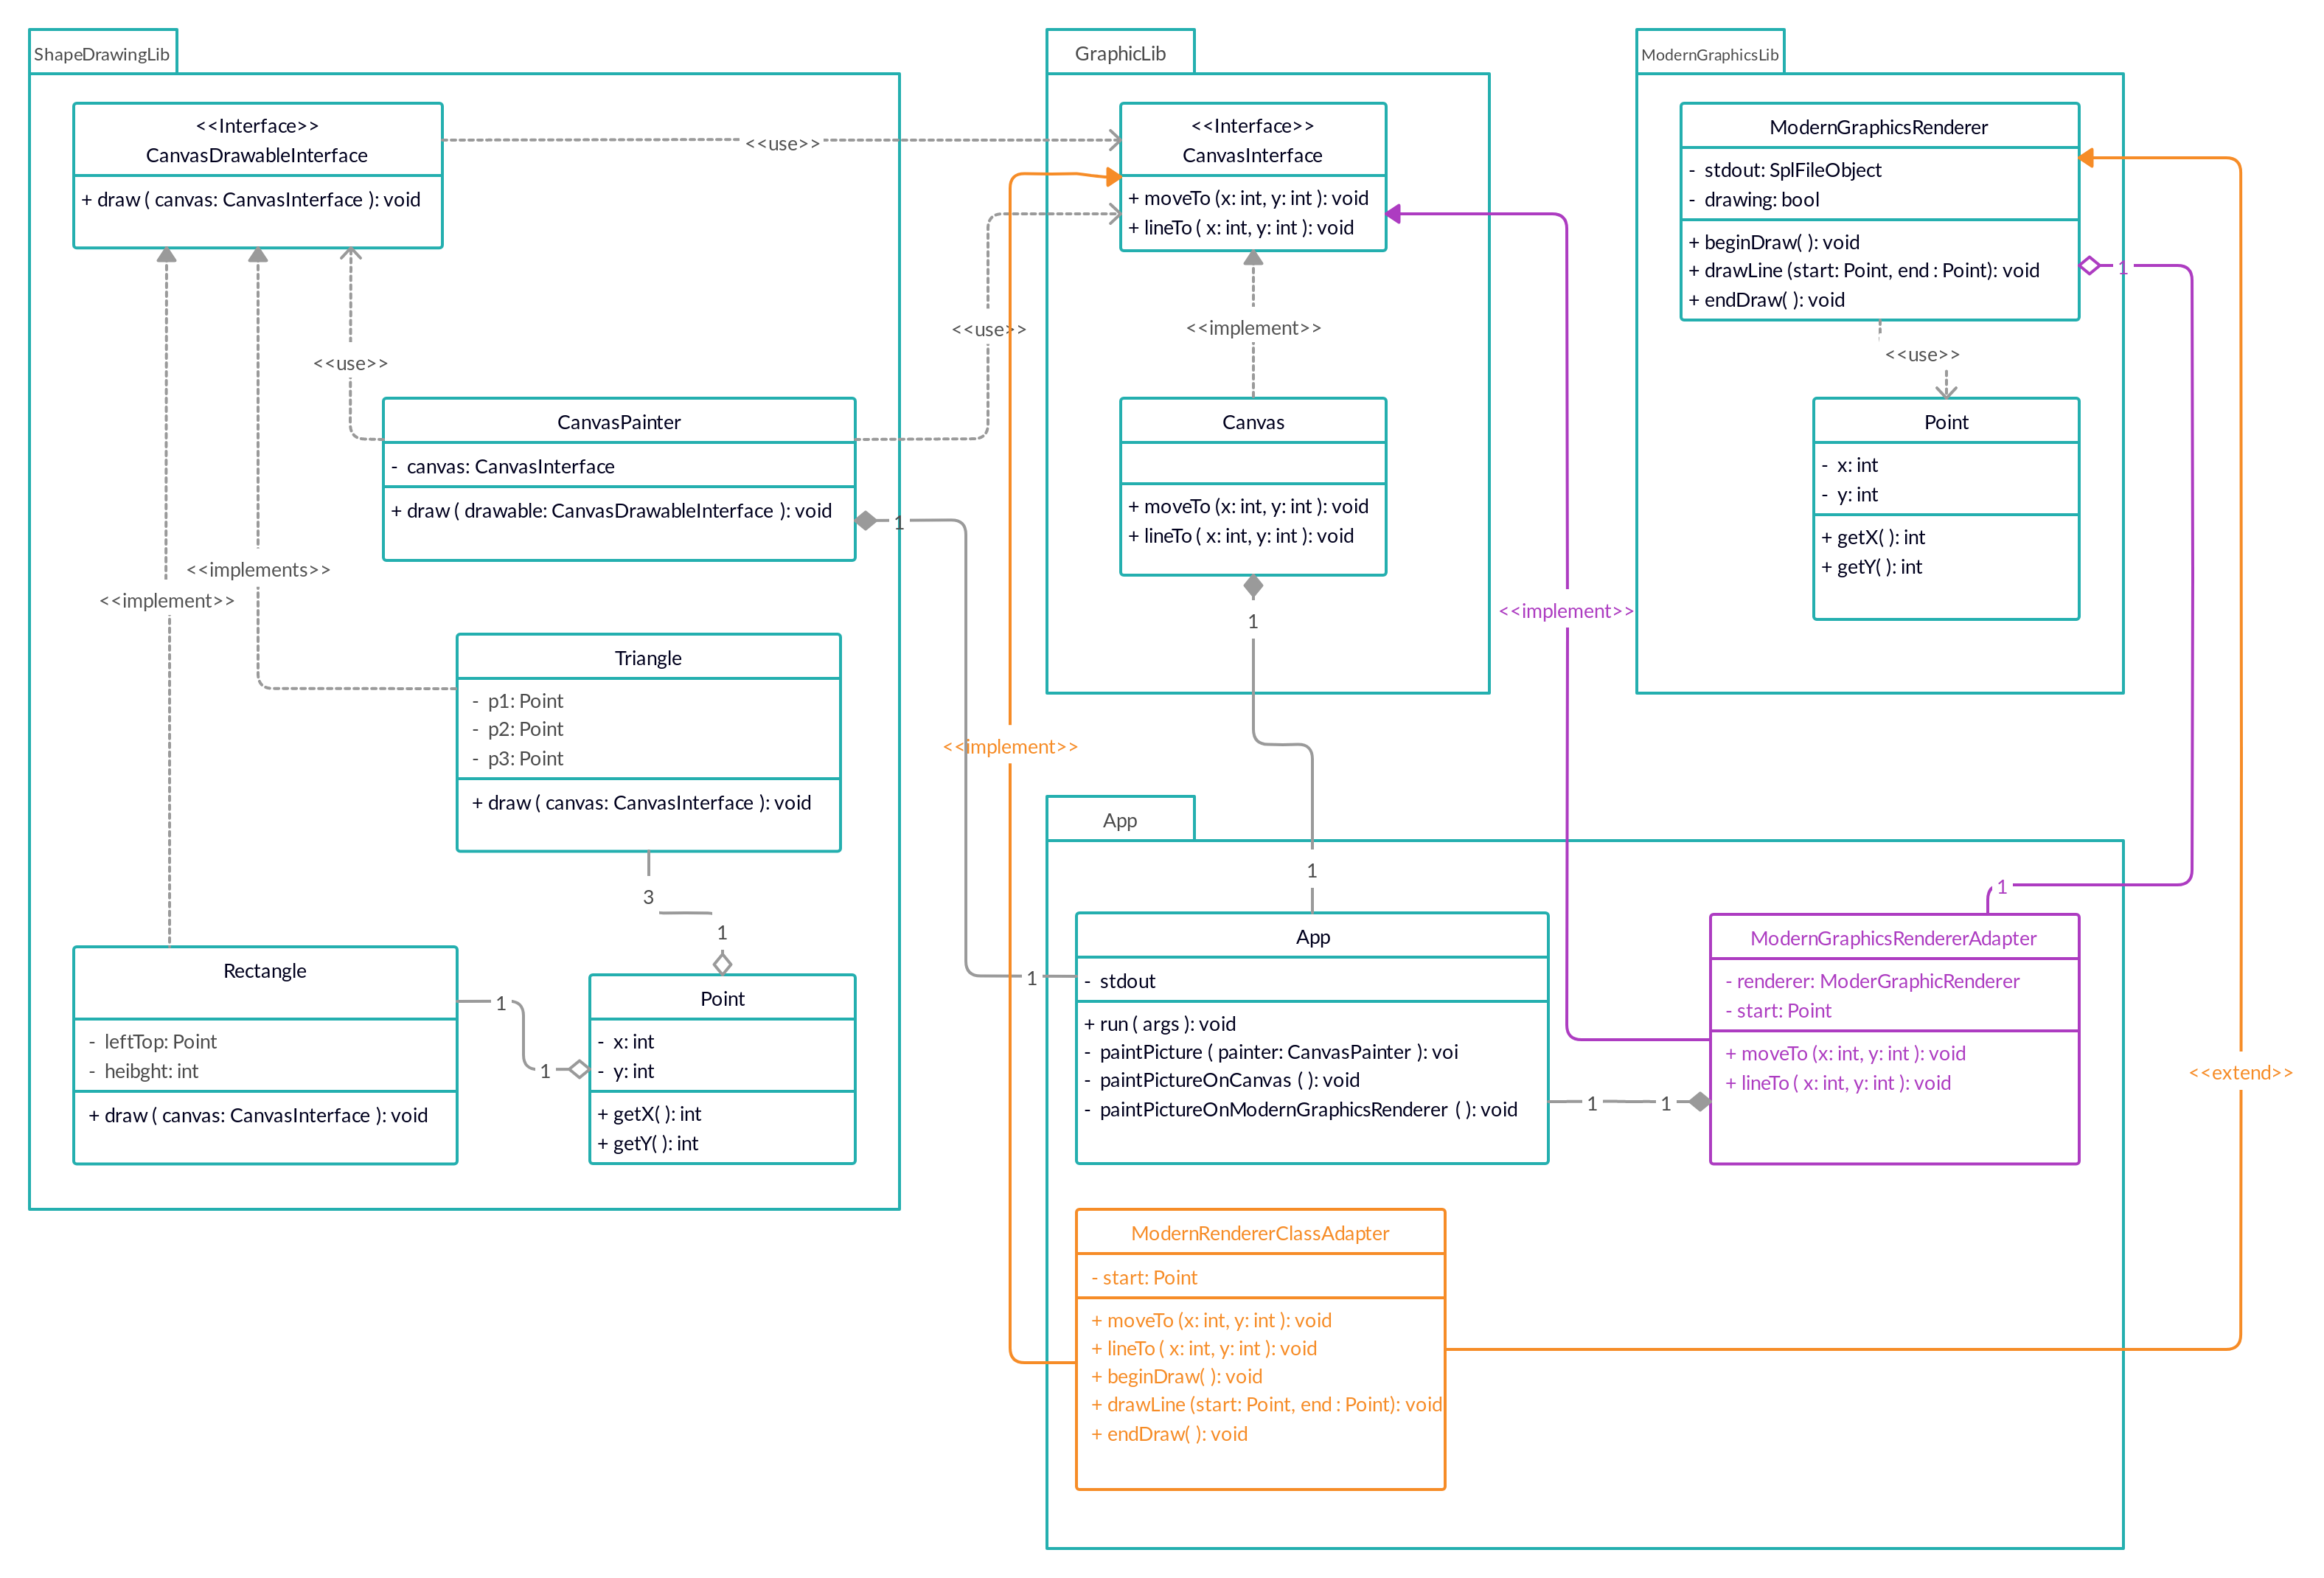 ShapeDrawingLib
<<Interface>>
CanvasDrawableInterface
+ draw ( canvas: CanvasInterface ): void
<<use>>
<<use>>
<<use>>
CanvasPainter
- canvas: CanvasInterface
+ draw ( drawable: CanvasDrawableInterface ): void
1
<<implements>>
<<implement>>
Triangle
- p1: Point
- p2: Point
- p3: Point
+ draw ( canvas: CanvasInterface ): void
3
1
Rectangle
- leftTop: Point
- heibght: int
+ draw ( canvas: CanvasInterface ): void
1
1
Point
- x: int
- y: int
+ getX( ): int
+ getY( ): int
GraphicLib
<<Interface>>
CanvasInterface
+ moveTo (x: int, y: int ): void
+ lineTo ( x: int, y: int ): void
<<implement>>
Canvas
+ moveTo (x: int, y: int ): void
+ lineTo ( x: int, y: int ): void
1
<<implement>>
<<implement>>
ModernGraphicsLib
ModernGraphicsRenderer
- stdout: SplFileObject
- drawing: bool
+ beginDraw( ): void
+ drawLine (start: Point, end : Point): void
+ endDraw( ): void
1
<<use>>
Point
- x: int
- y: int
+ getX( ): int
+ getY( ): int
App
1
1
App
- stdout
+ run ( args ): void
- paintPicture ( painter: CanvasPainter ): voi
- paintPictureOnCanvas ( ): void
- paintPictureOnModernGraphicsRenderer ( ): void
1
1
1
ModernGraphicsRendererAdapter
- renderer: ModerGraphicRenderer
- start: Point
+ moveTo (x: int, y: int ): void
+ lineTo ( x: int, y: int ): void
<<extend>>
ModernRendererClassAdapter
- start: Point
+ moveTo (x: int, y: int ): void
+ lineTo ( x: int, y: int ): void
+ beginDraw( ): void
+ drawLine (start: Point, end : Point): void
+ endDraw( ): void